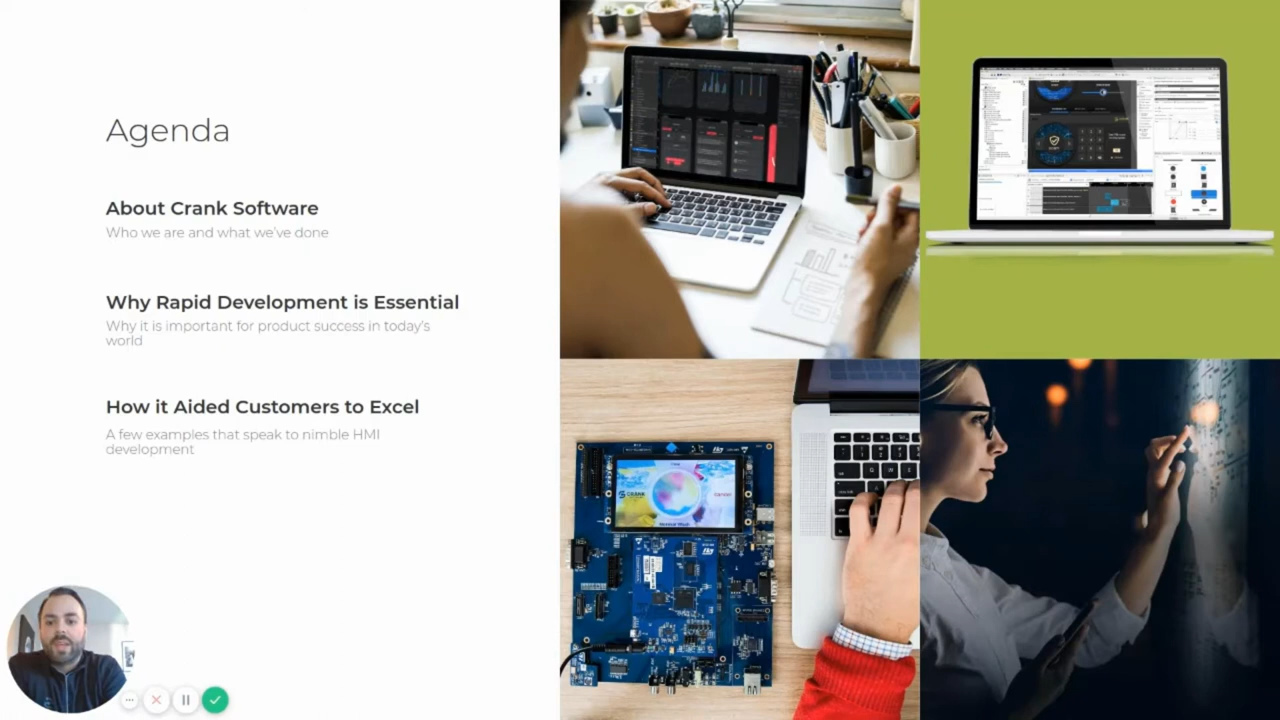 Agenda
About Crank Software
Who we are and what we've done
Why Rapid Development is Essential
Why it is important for product success in today's
world
How it Aided Customers to Excel
A few examples that speak to nimble HMI
development
CRANK